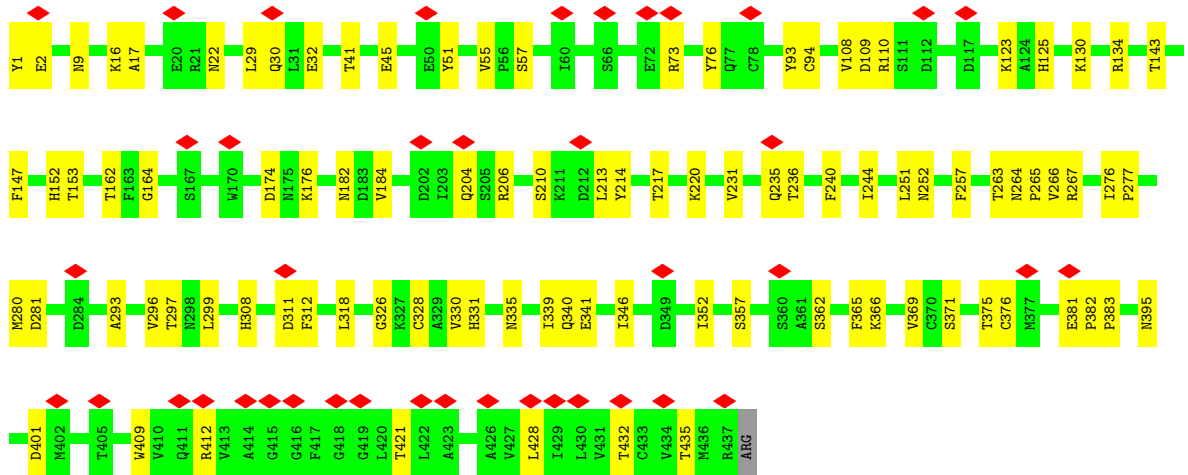 Y1 E2 N9 K16 A17 E20 R21 N22 L29 Q30 L31 E32 T41 E45 E50 Y51 V55 P56 S57 I60 S66 E72 R73 Y76 Q77 C78 Y93 C94 V108 D109 R110 S111 D112 D117 K123 A124 H125 K130 R134 T143
F147 H152 T153 T162 F163 G164 S167 W170 D174 N175 K176 N182 D183 V184 D202 I203 Q204 S205 R206 S210 K211 D212 L213 Y214 T217 K220 V231 Q235 T236 F240 I244 L251 N252 F257 T263 N264 P265 V266 R267 I276 P277
M280 D281 D284 A293 V296 T297 N298 L299 H308 D311 F312 L318 G326 K327 C328 A329 V330 H331 N335 I339 Q340 E341 I346 D349 I352 S357 S360 A361 S362 F365 K366 V369 C370 S371 T375 C376 M377 E381 P382 P383 N395
D401 M402 T405 W409 V410 Q411 R412 V413 A414 G415 G416 F417 G418 G419 L420 T421 L422 A423 A426 V427 L428 I429 L430 V431 T432 C433 V434 T435 M436 R437 ARG